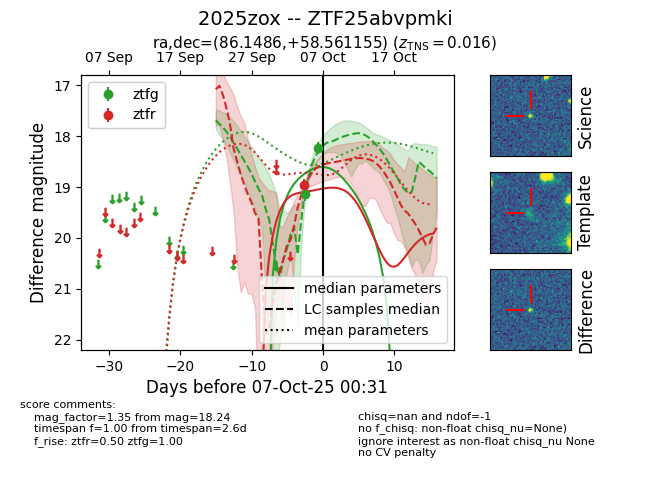 2025zox -- ZTF25abvpmki
ra,dec=(86.1486,+58.561155) (z_TNS = 0.016)
07 Sep 17 Sep 27 Sep 07 Oct 17 Oct
ztfg
ztfr
17
18
19
20
21
22
Difference magnitude
median parameters
LC samples median
mean parameters
−30 −20 −10 0 10
Days before 07-Oct-25 00:31
Science
Template
Difference
score comments:
mag_factor=1.35 from mag=18.24
timespan f=1.00 from timespan=2.6d
f_rise: ztfr=0.50 ztfg=1.00
chisq=nan and ndof=-1
no f_chisq: non-float chisq_nu=None)
ignore interest as non-float chisq_nu None
no CV penalty